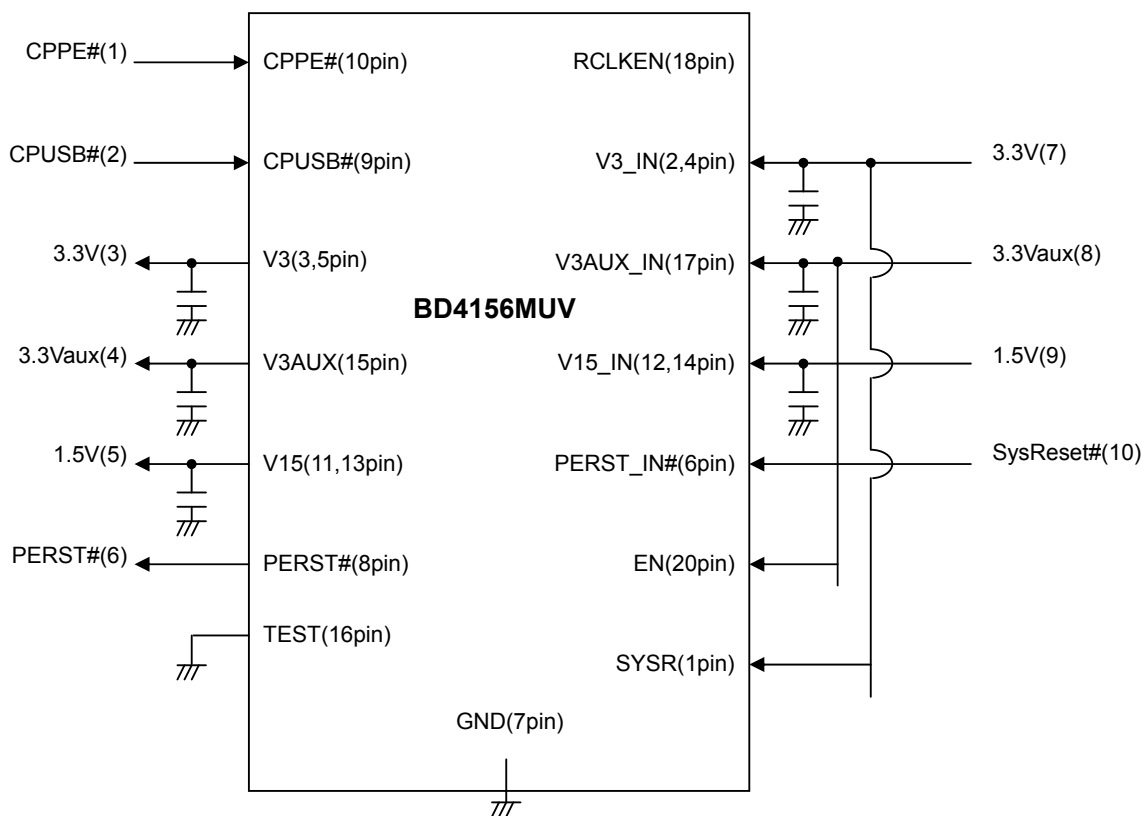 CPPE#(1)
CPPE#(10pin)
RCLKEN(18pin)
CPUSB#(2)
CPUSB#(9pin)
V3_IN(2,4pin)
3.3V(7)
3.3V(3)
V3(3,5pin)
V3AUX_IN(17pin)
3.3Vaux(8)
BD4156MUV
3.3Vaux(4)
V3AUX(15pin)
V15_IN(12,14pin)
1.5V(9)
1.5V(5)
V15(11,13pin)
PERST_IN#(6pin)
SysReset#(10)
PERST#(6)
PERST#(8pin)
EN(20pin)
TEST(16pin)
SYSR(1pin)
GND(7pin)